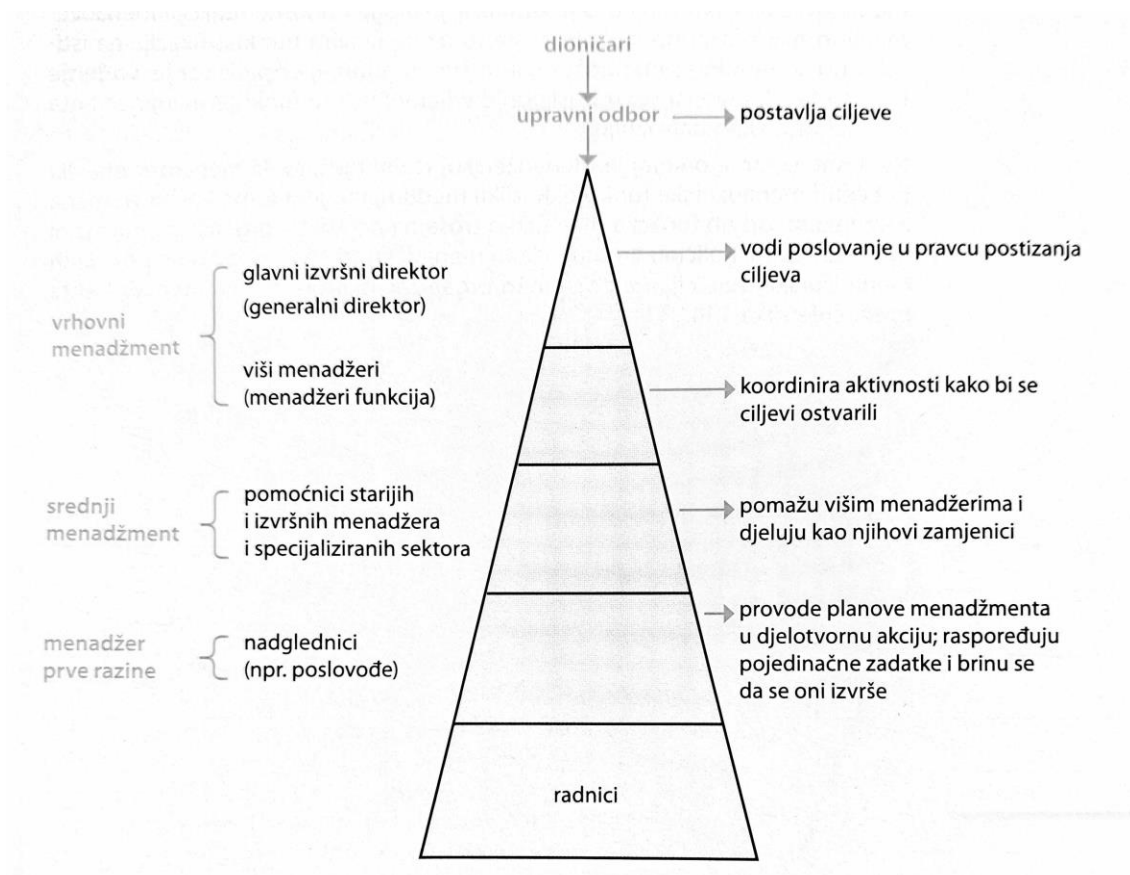 dioničari
upravni odbor
postavlja ciljeve
vodi poslovanje u pravcu postizanja
ciljeva
vrhovni
menadžment
glavni izvršni direktor
(generalni direktor)
viši menadžeri
(menadžeri funkcija)
koordinira aktivnosti kako bi se
ciljevi ostvarili
srednji
menadžment
pomoćnici starijih
i izvršnih menadžera
i specijaliziranih sektora
pomažu višim menadžerima i
djeluju kao njihovi zamjenici
menadžer
prve razine
nadglednici
(npr. poslovođe)
provode planove menadžmenta
u djelotvornu akciju; raspoređuju
pojedinačne zadatke i brinu se
da se oni izvrše
radnici